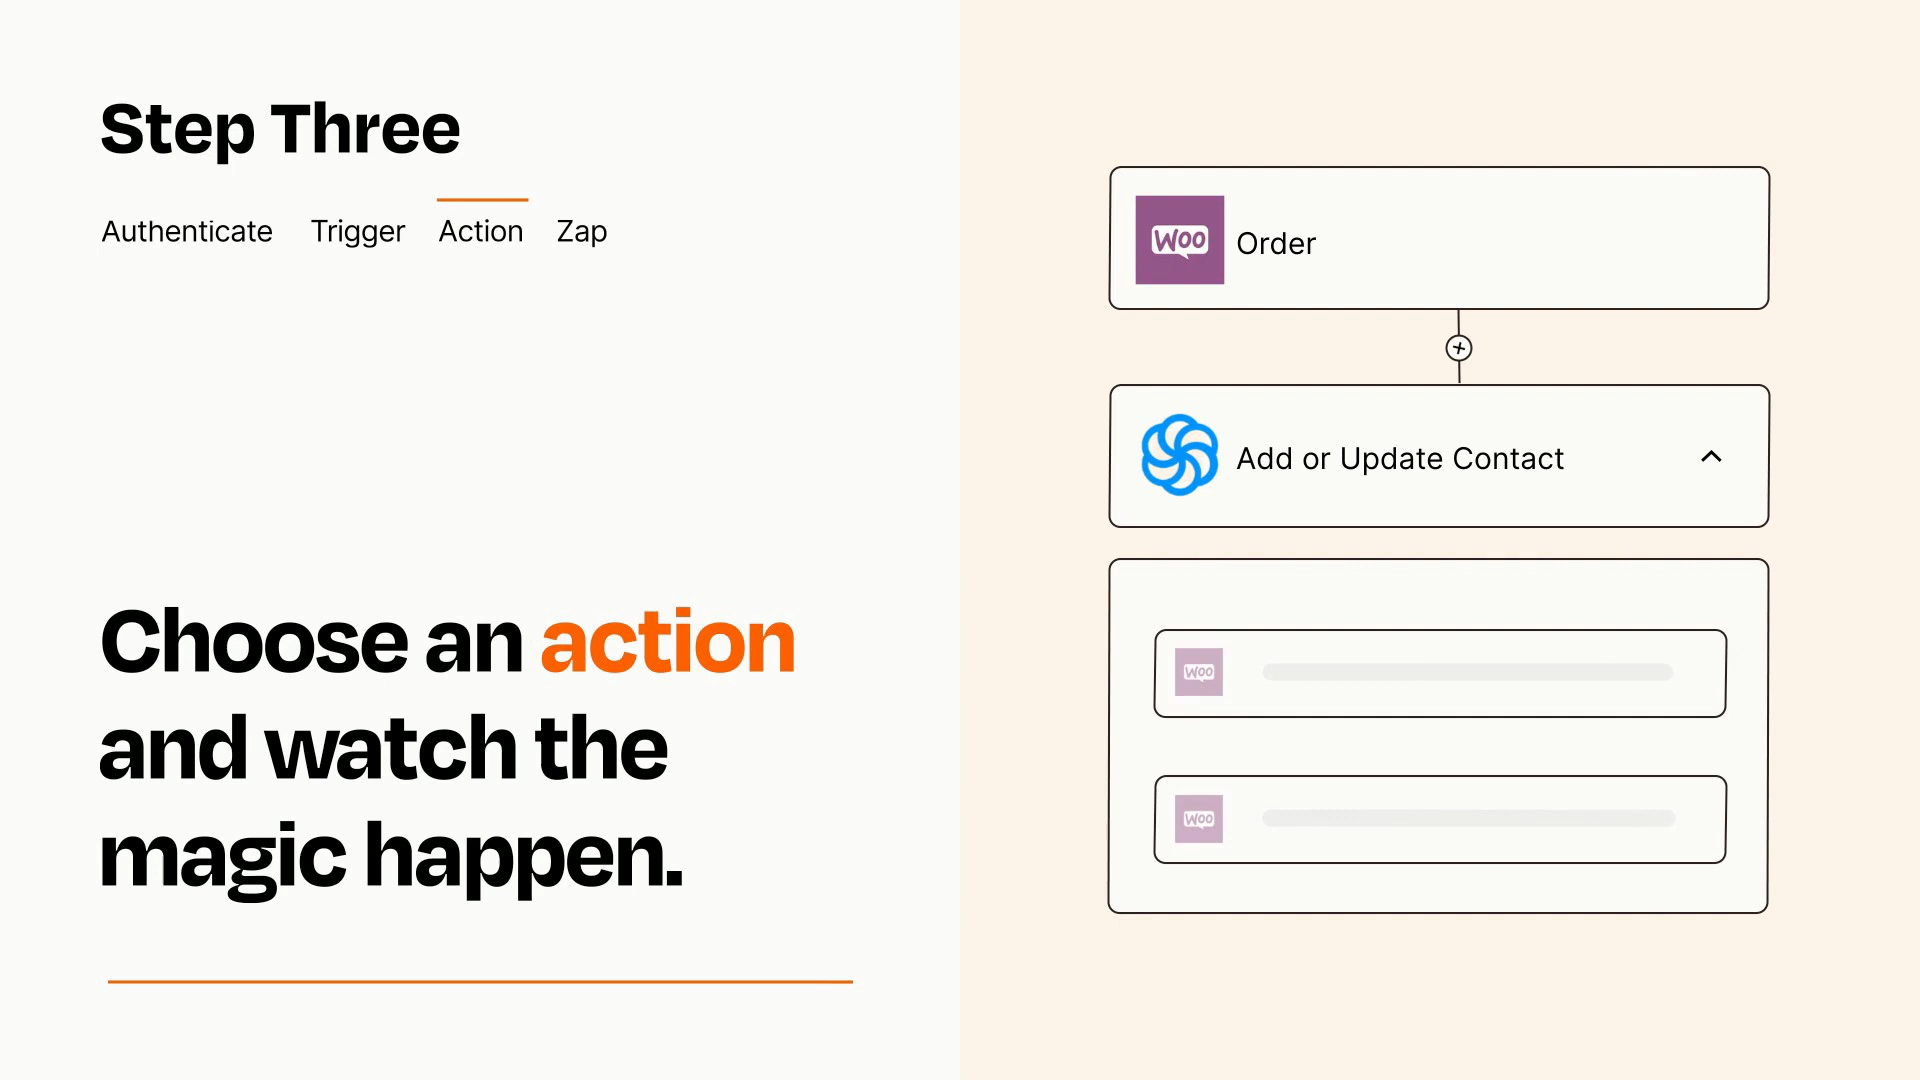 Step Three
Authenticate Trigger Action Zap
Choose an action
and watch the
magic happen.
Woo Order
Add or Update Contact
Woo
Woo